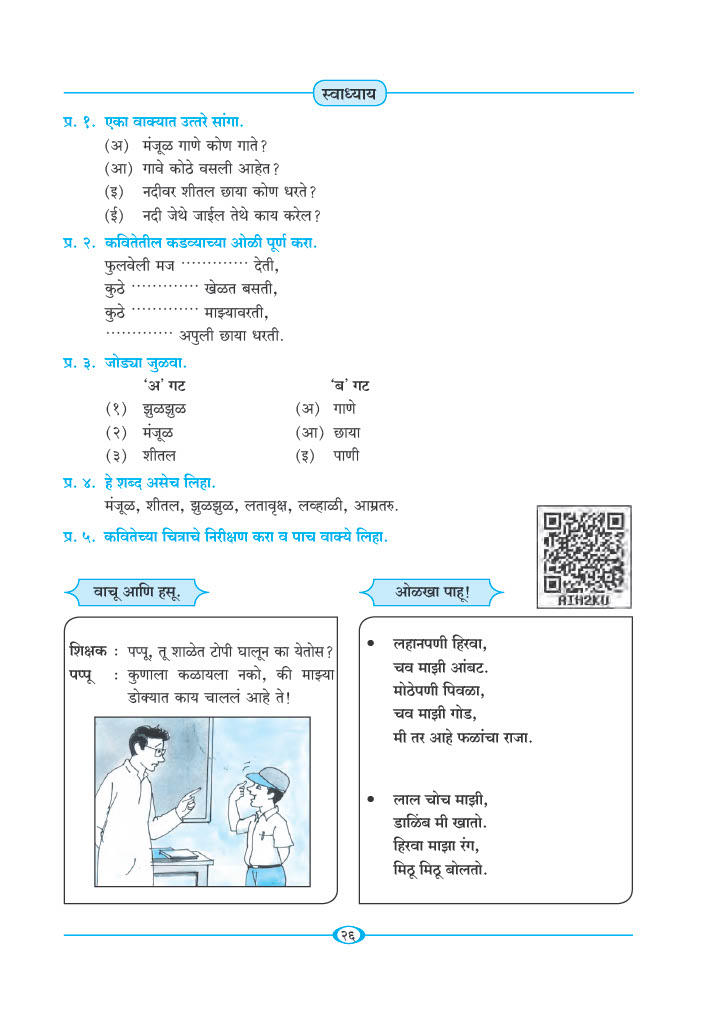 स्वाध्याय
प्र. १. एका वाक्यात उत्तरे सांगा.
(अ) मंजूळ गाणे कोण गाते?
(आ) गावे कोठे वसली आहेत?
(इ) नदीवर शीतल छाया कोण धरते?
(ई) नदी जेथे जाईल तेथे काय करेल?
प्र. २. कवितेतील कडव्याच्या ओळी पूर्ण करा.
फुलवेली मज ............. देती,
कुठे ............. खेळत बसती,
कुठे ............. माझ्यावरती,
............. अपुली छाया धरती.
प्र. ३. जोड्या जुळवा.
‘अ’ गट ‘ब’ गट
(१) झुळझुळ (अ) गाणे
(२) मंजूळ (आ) छाया
(३) शीतल (इ) पाणी
प्र. ४. हे शब्द असेच लिहा.
मंजूळ, शीतल, झुळझुळ, लतावृक्ष, लव्हाळी, आम्रतरु.
प्र. ५. कवितेच्या चित्राचे निरीक्षण करा व पाच वाक्ये लिहा.
AIH2KU
वाचू आणि हसू.
शिक्षक : पप्पू, तू शाळेत टोपी घालून का येतोस?
पप्पू : कुणाला कळायला नको, की माझ्या
डोक्यात काय चाललं आहे ते!
ओळखा पाहू!
• लहानपणी हिरवा,
चव माझी आंबट.
मोठेपणी पिवळा,
चव माझी गोड,
मी तर आहे फळांचा राजा.
• लाल चोच माझी,
डाळिंब मी खातो.
हिरवा माझा रंग,
मिठू मिठू बोलतो.
२६